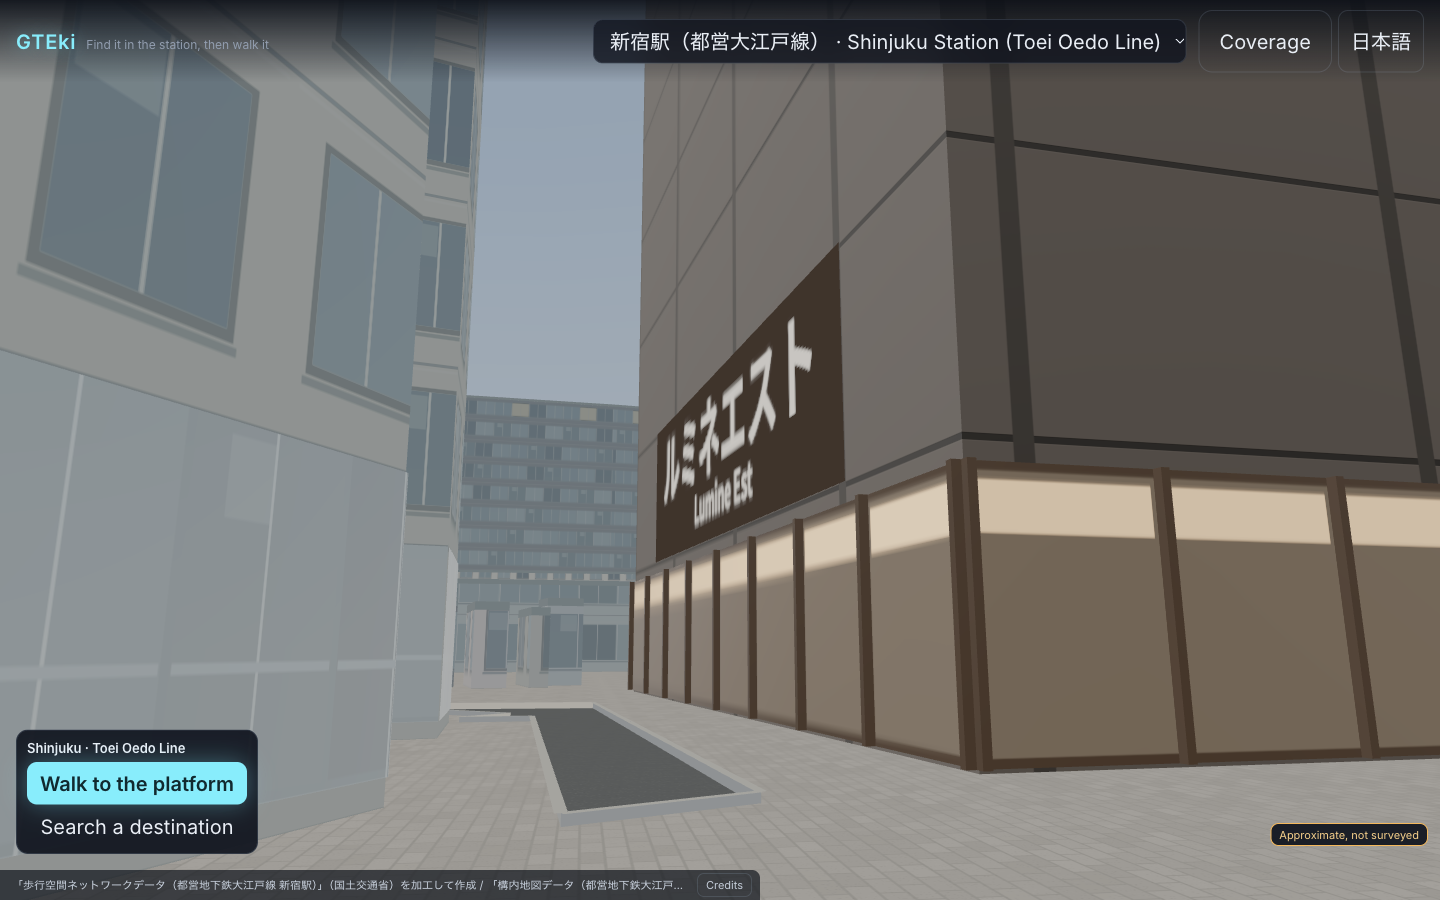 GTEki Find it in the station, then walk it
新宿駅（都営大江戸線） · Shinjuku Station (Toei Oedo Line)
Coverage
日本語
ルミネエスト
Lumine Est
Shinjuku · Toei Oedo Line
Walk to the platform
Search a destination
Approximate, not surveyed
「歩行空間ネットワークデータ（都営地下鉄大江戸線 新宿駅）」（国土交通省）を加工して作成 / 「構内地図データ（都営地下鉄大江戸...
Credits